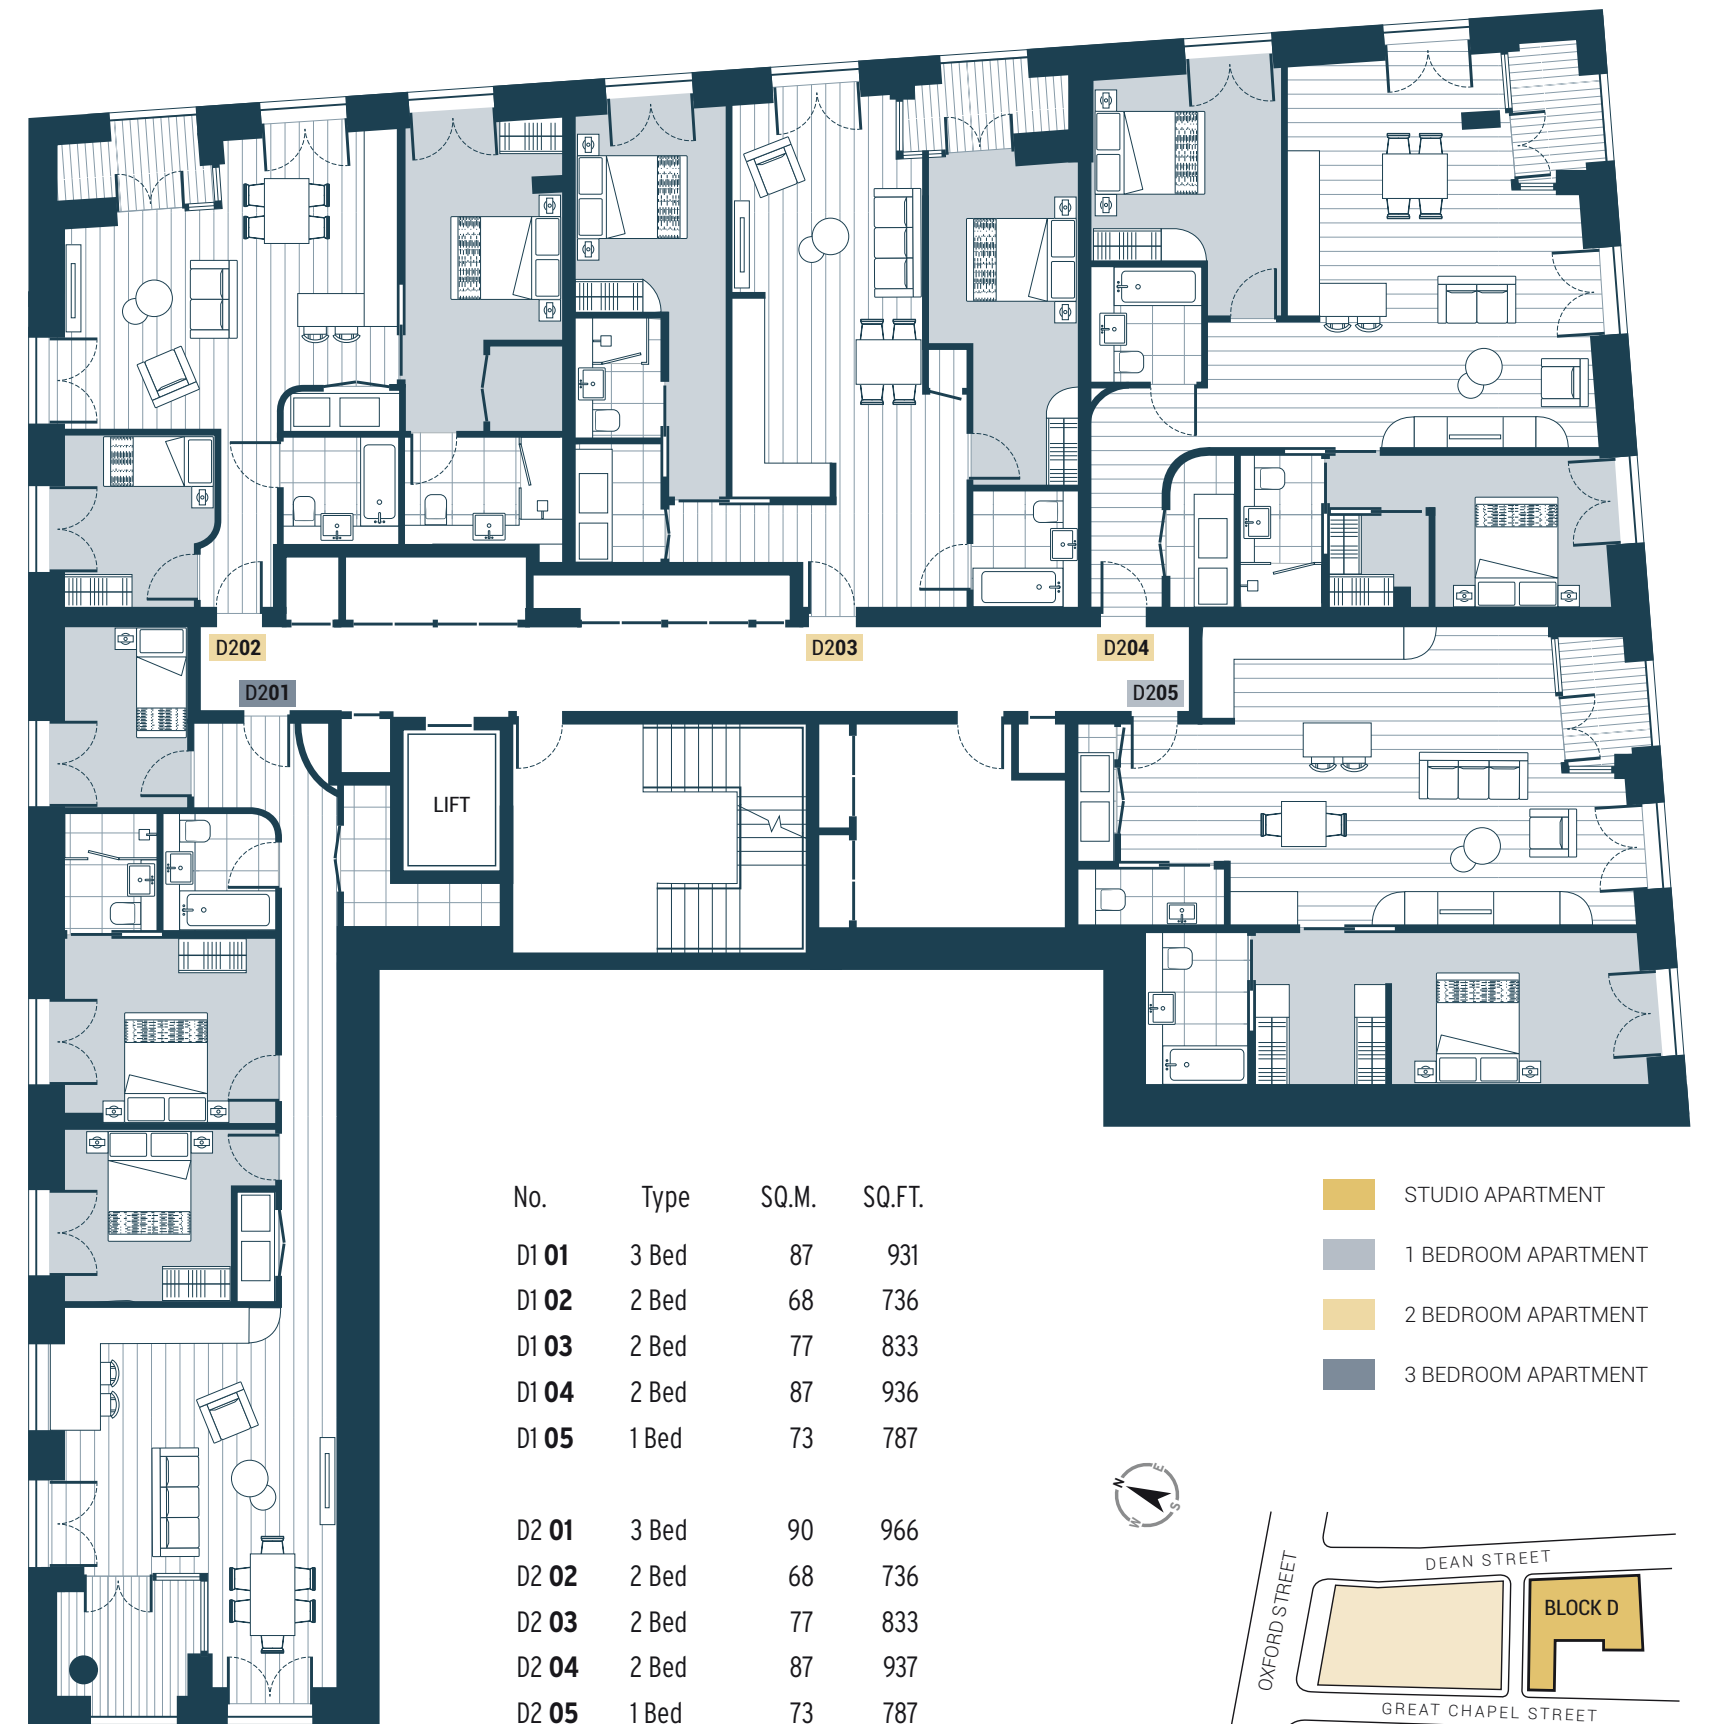 D202
D203
D204
D201
D205
LIFT
No. Type SQ.M. SQ.FT.
D1 01 3 Bed 87 931
D1 02 2 Bed 68 736
D1 03 2 Bed 77 833
D1 04 2 Bed 87 936
D1 05 1 Bed 73 787
D2 01 3 Bed 90 966
D2 02 2 Bed 68 736
D2 03 2 Bed 77 833
D2 04 2 Bed 87 937
D2 05 1 Bed 73 787
STUDIO APARTMENT
1 BEDROOM APARTMENT
2 BEDROOM APARTMENT
3 BEDROOM APARTMENT
N
E
S
W
DEAN STREET
OXFORD STREET
BLOCK D
GREAT CHAPEL STREET